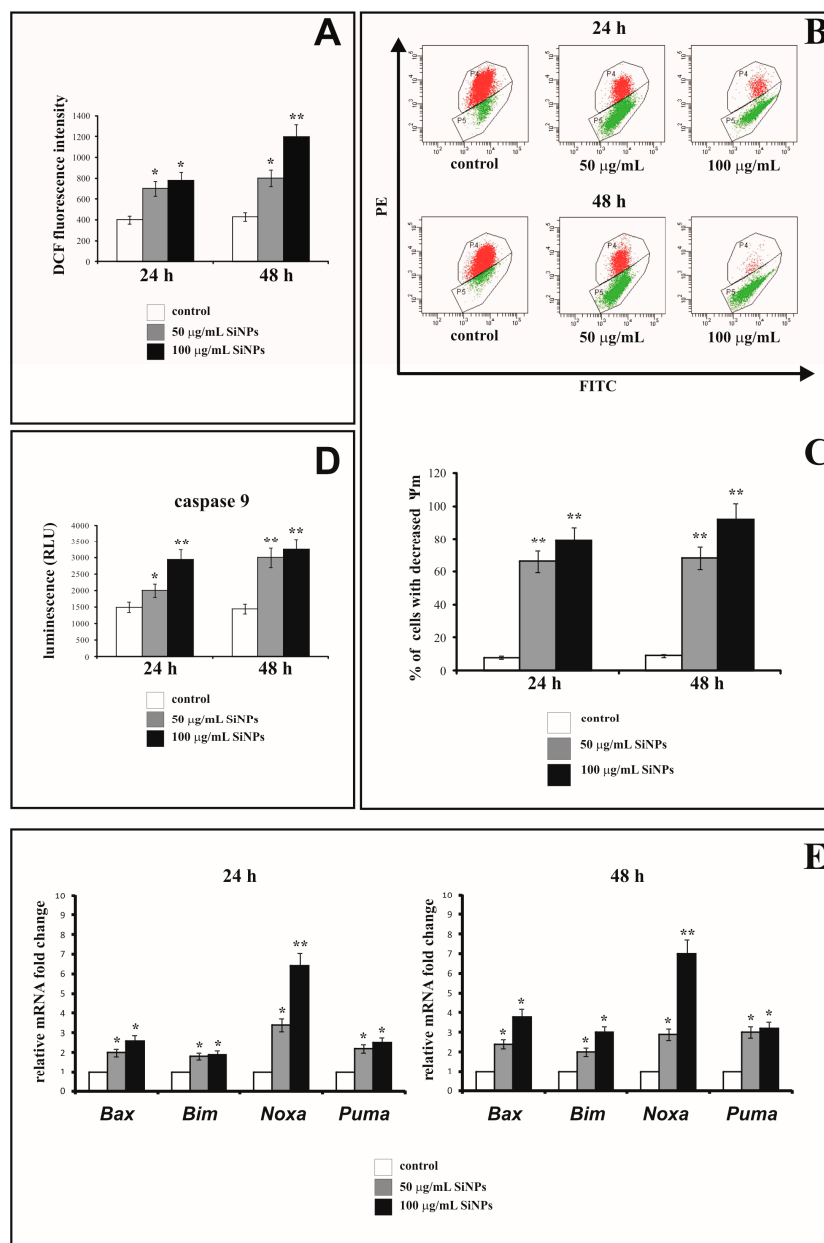 A
1400
1200
1000
800
600
400
200
0
DCF fluorescence intensity
* * * **
24 h 48 h
control
50 μg/mL SiNPs
100 μg/mL SiNPs
B
24 h
P4 P4 P4
P5 P5 P5
control 50 μg/mL 100 μg/mL
48 h
P4 P4 P4
P5 P5 P5
control 50 μg/mL 100 μg/mL
PE
FITC
C
120
100
80
60
40
20
0
% of cells with decreased Ψm
** ** ** **
24 h 48 h
control
50 μg/mL SiNPs
100 μg/mL SiNPs
D
caspase 9
4000
3500
3000
2500
2000
1500
1000
500
0
luminescence (RLU)
* ** ** **
24 h 48 h
control
50 μg/mL SiNPs
100 μg/mL SiNPs
E
24 h
10
9
8
7
6
5
4
3
2
1
0
relative mRNA fold change
* * * * * ** * *
Bax Bim Noxa Puma
48 h
10
9
8
7
6
5
4
3
2
1
0
relative mRNA fold change
* * * * * ** * *
Bax Bim Noxa Puma
control
50 μg/mL SiNPs
100 μg/mL SiNPs